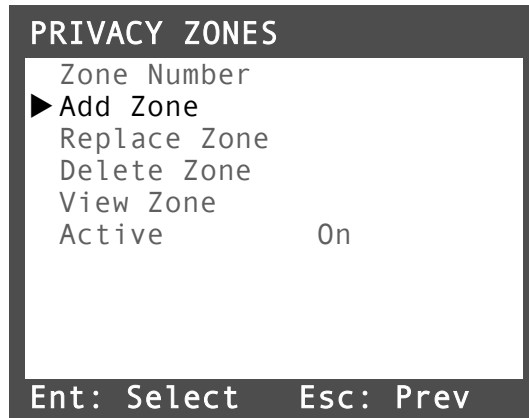 PRIVACY ZONES
Zone Number
▶Add Zone
Replace Zone
Delete Zone
View Zone
Active On
Ent: Select Esc: Prev